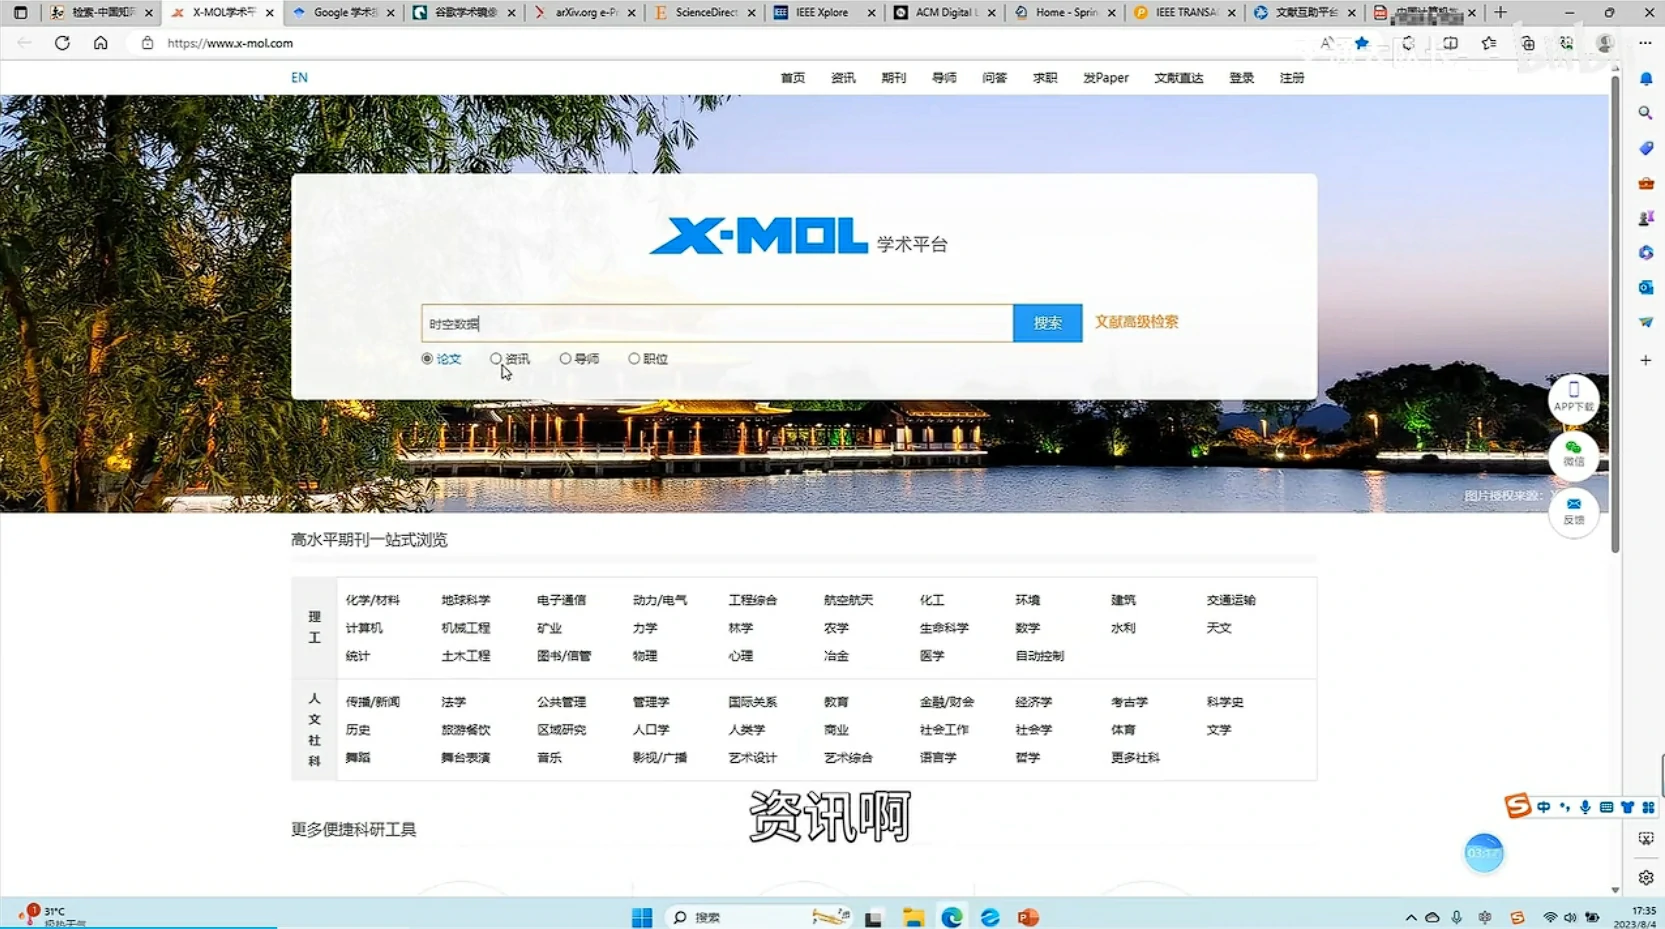 检索-中国知网
X-MOL学术平
Google 学术搜
谷歌学术镜像
arXiv.org e-Pr
ScienceDirect
IEEE Xplore
ACM Digital L
Home - Sprin
IEEE TRANSA
文献互助平台
https://www.x-mol.com
bilibili
EN
首页 资讯 期刊 导师 问答 求职 发Paper 文献直达 登录 注册
X-MOL 学术平台
时空数据
搜索
文献高级检索
论文 资讯 导师 职位
APP下载
微信
图片授权来源：
反馈
高水平期刊一站式浏览
理工
化学/材料 地球科学 电子通信 动力/电气 工程综合 航空航天 化工 环境 建筑 交通运输
计算机 机械工程 矿业 力学 林学 农学 生命科学 数学 水利 天文
统计 土木工程 图书/信管 物理 心理 冶金 医学 自动控制
人文社科
传播/新闻 法学 公共管理 管理学 国际关系 教育 金融/财会 经济学 考古学 科学史
历史 旅游餐饮 区域研究 人口学 人类学 商业 社会工作 社会学 体育 文学
舞蹈 舞台表演 音乐 影视/广播 艺术设计 艺术综合 语言学 哲学 更多社科
资讯啊
更多便捷科研工具
中
31°C
极热天气
搜索
17:35
2023/8/4